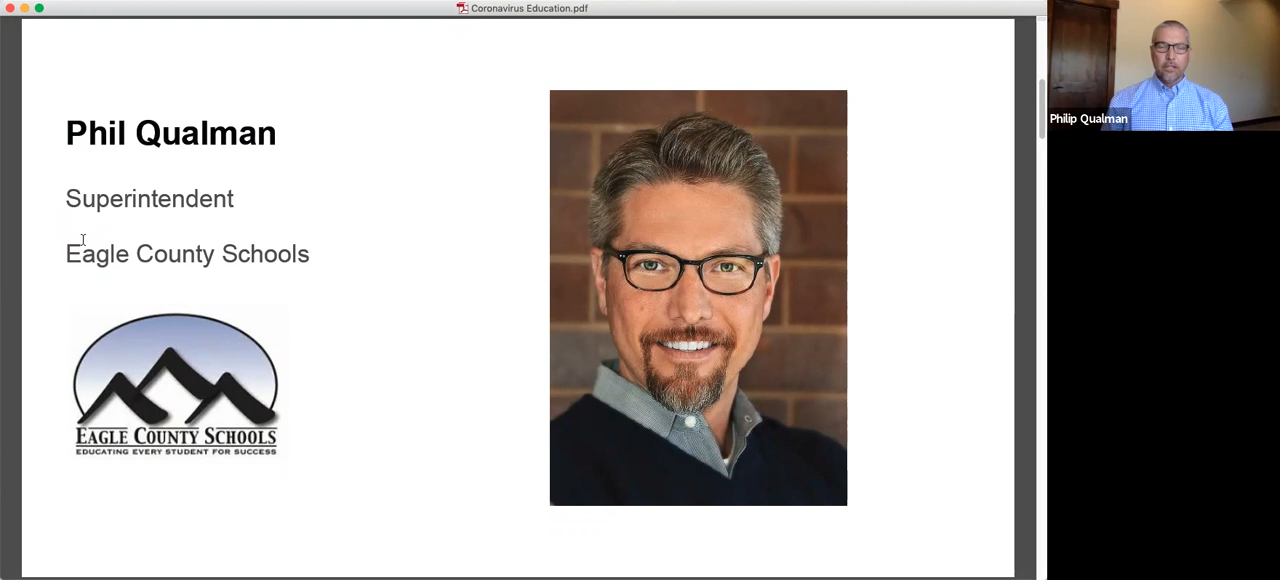 Coronavirus Education.pdf
Phil Qualman
Superintendent
Eagle County Schools
EAGLE COUNTY SCHOOLS
EDUCATING EVERY STUDENT FOR SUCCESS
Philip Qualman